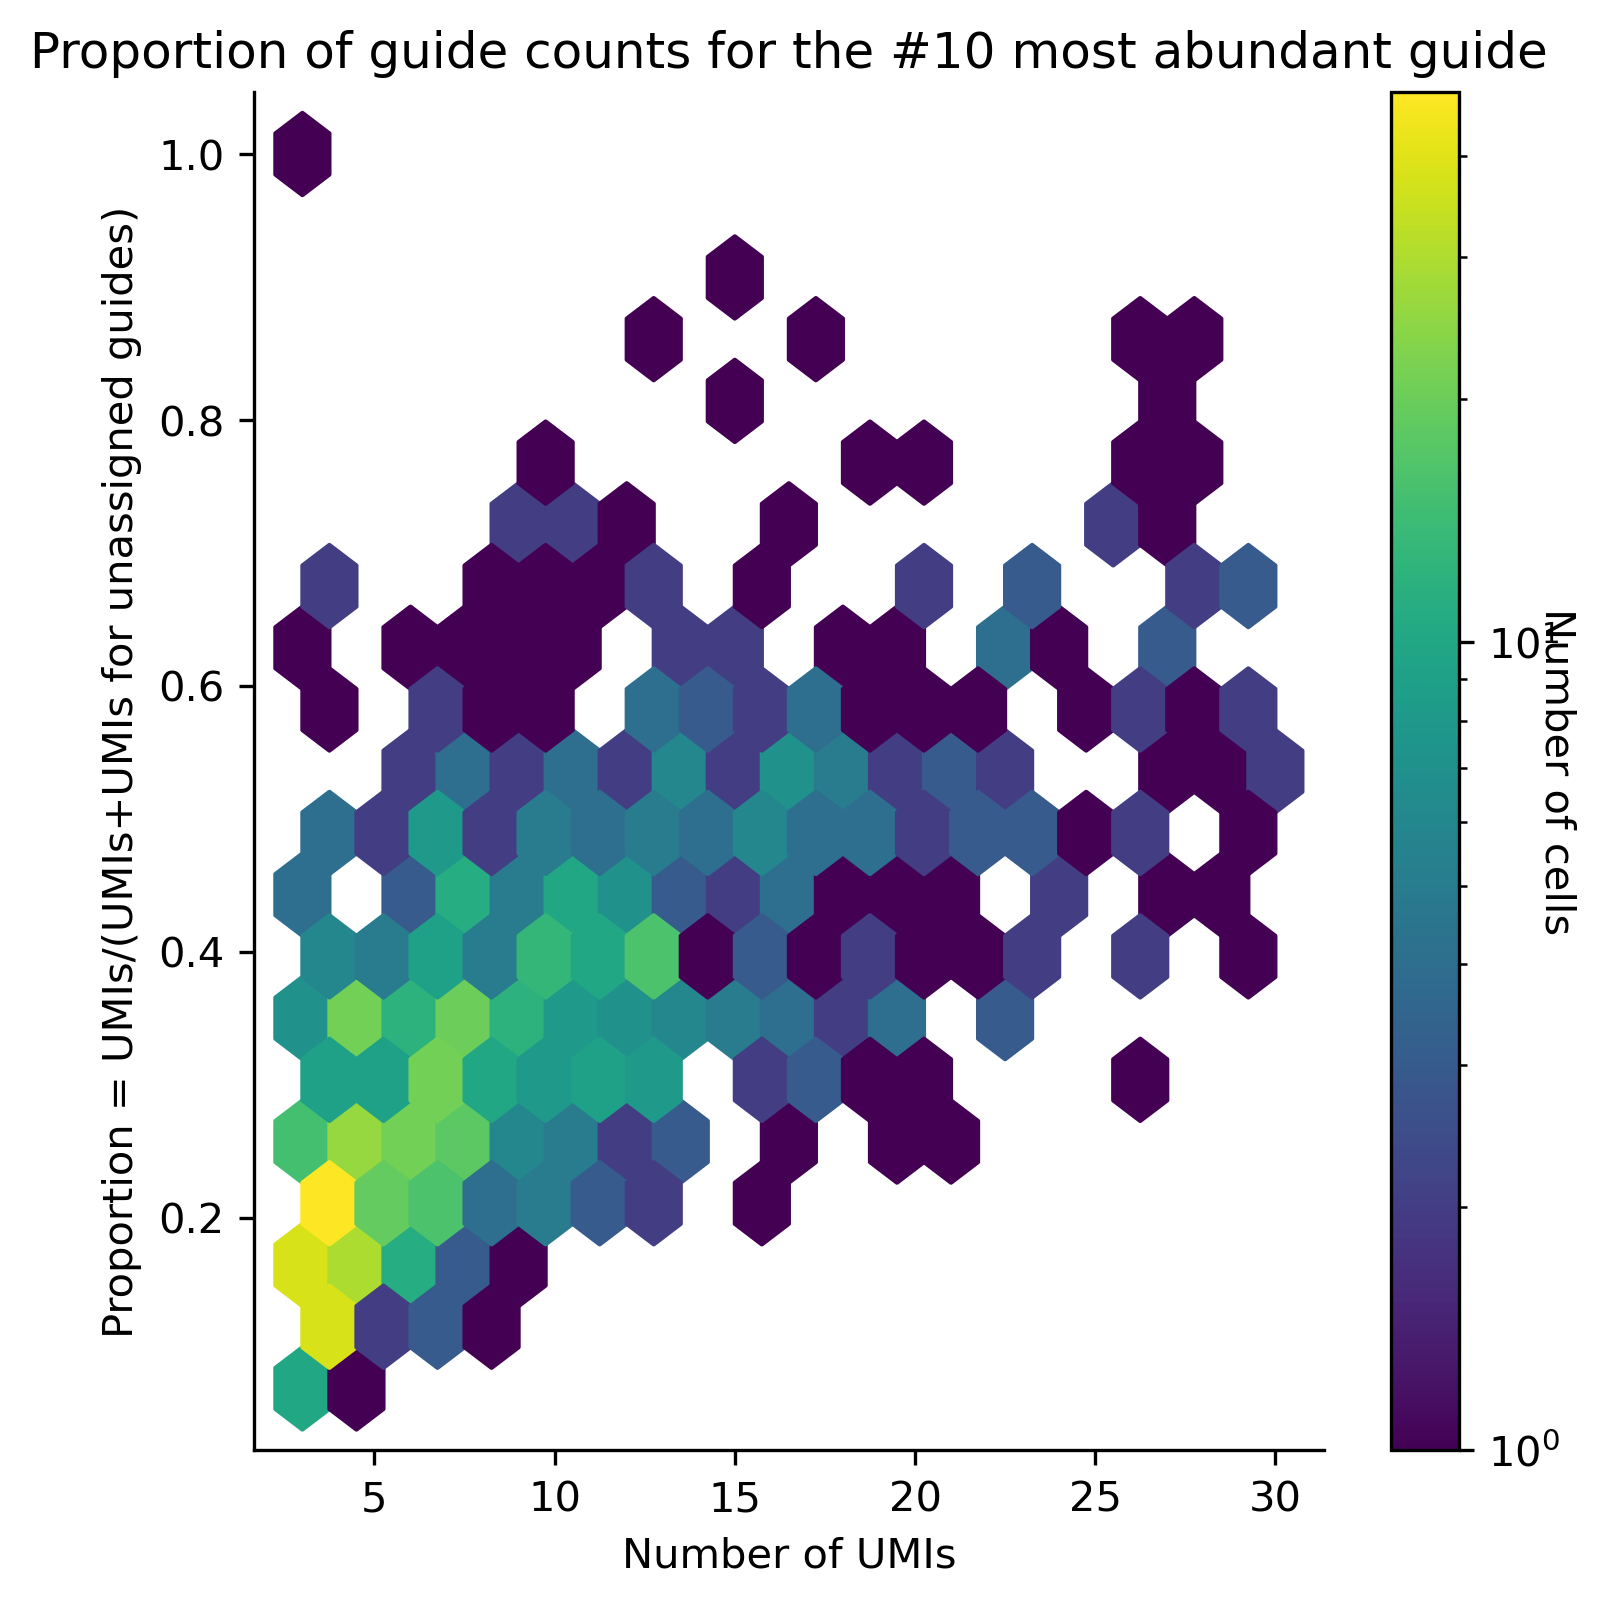 Proportion of guide counts for the #10 most abundant guide
Proportion = UMIs/(UMIs+UMIs for unassigned guides)
1.0
0.8
0.6
0.4
0.2
5 10 15 20 25 30
Number of UMIs
10¹
10⁰
Number of cells